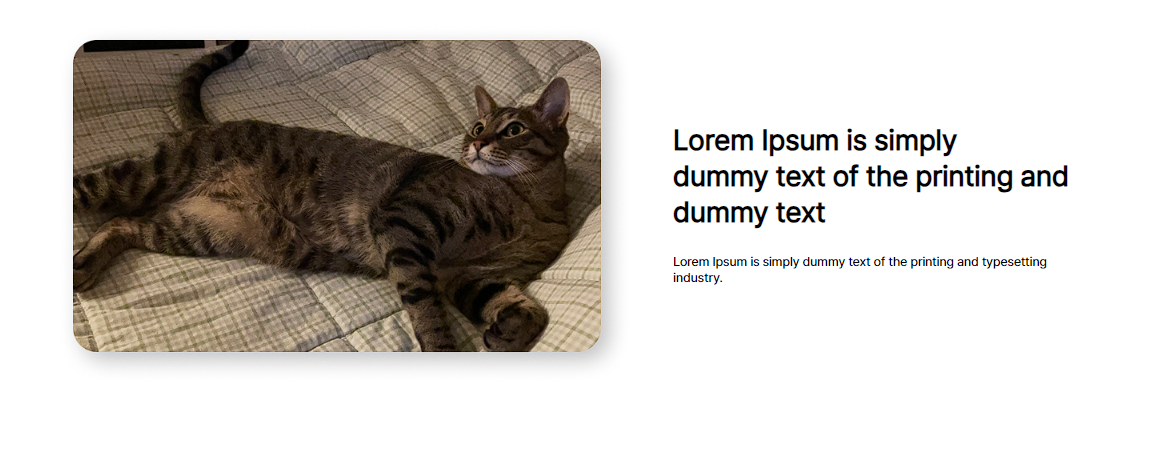 Lorem Ipsum is simply
dummy text of the printing and
dummy text
Lorem Ipsum is simply dummy text of the printing and typesetting
industry.